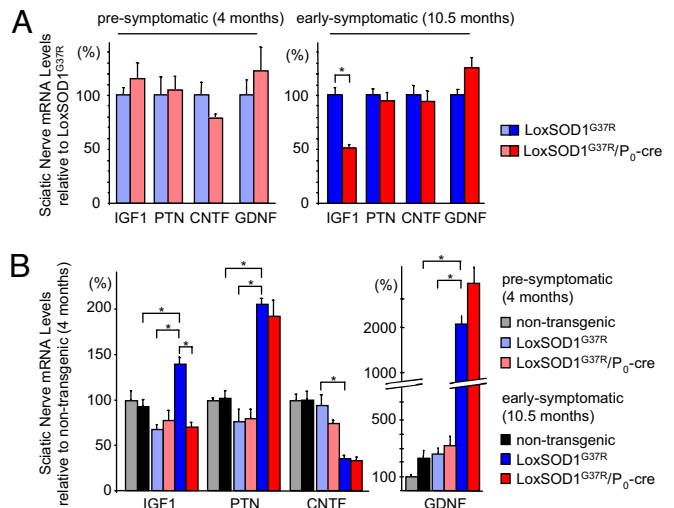 A
pre-symptomatic (4 months)
early-symptomatic (10.5 months)
Sciatic Nerve mRNA Levels
relative to LoxSOD1G37R
(%)
100
50
0
IGF1 PTN CNTF GDNF
(%)
*
100
50
0
IGF1 PTN CNTF GDNF
LoxSOD1G37R
LoxSOD1G37R/P0-cre
B
Sciatic Nerve mRNA Levels
relative to non-transgenic (4 months)
(%)
200
150
100
50
0
*
*
*
*
*
*
IGF1 PTN CNTF
(%)
2000
1000
500
100
*
*
GDNF
pre-symptomatic
(4 months)
non-transgenic
LoxSOD1G37R
LoxSOD1G37R/P0-cre
early-symptomatic
(10.5 months)
non-transgenic
LoxSOD1G37R
LoxSOD1G37R/P0-cre